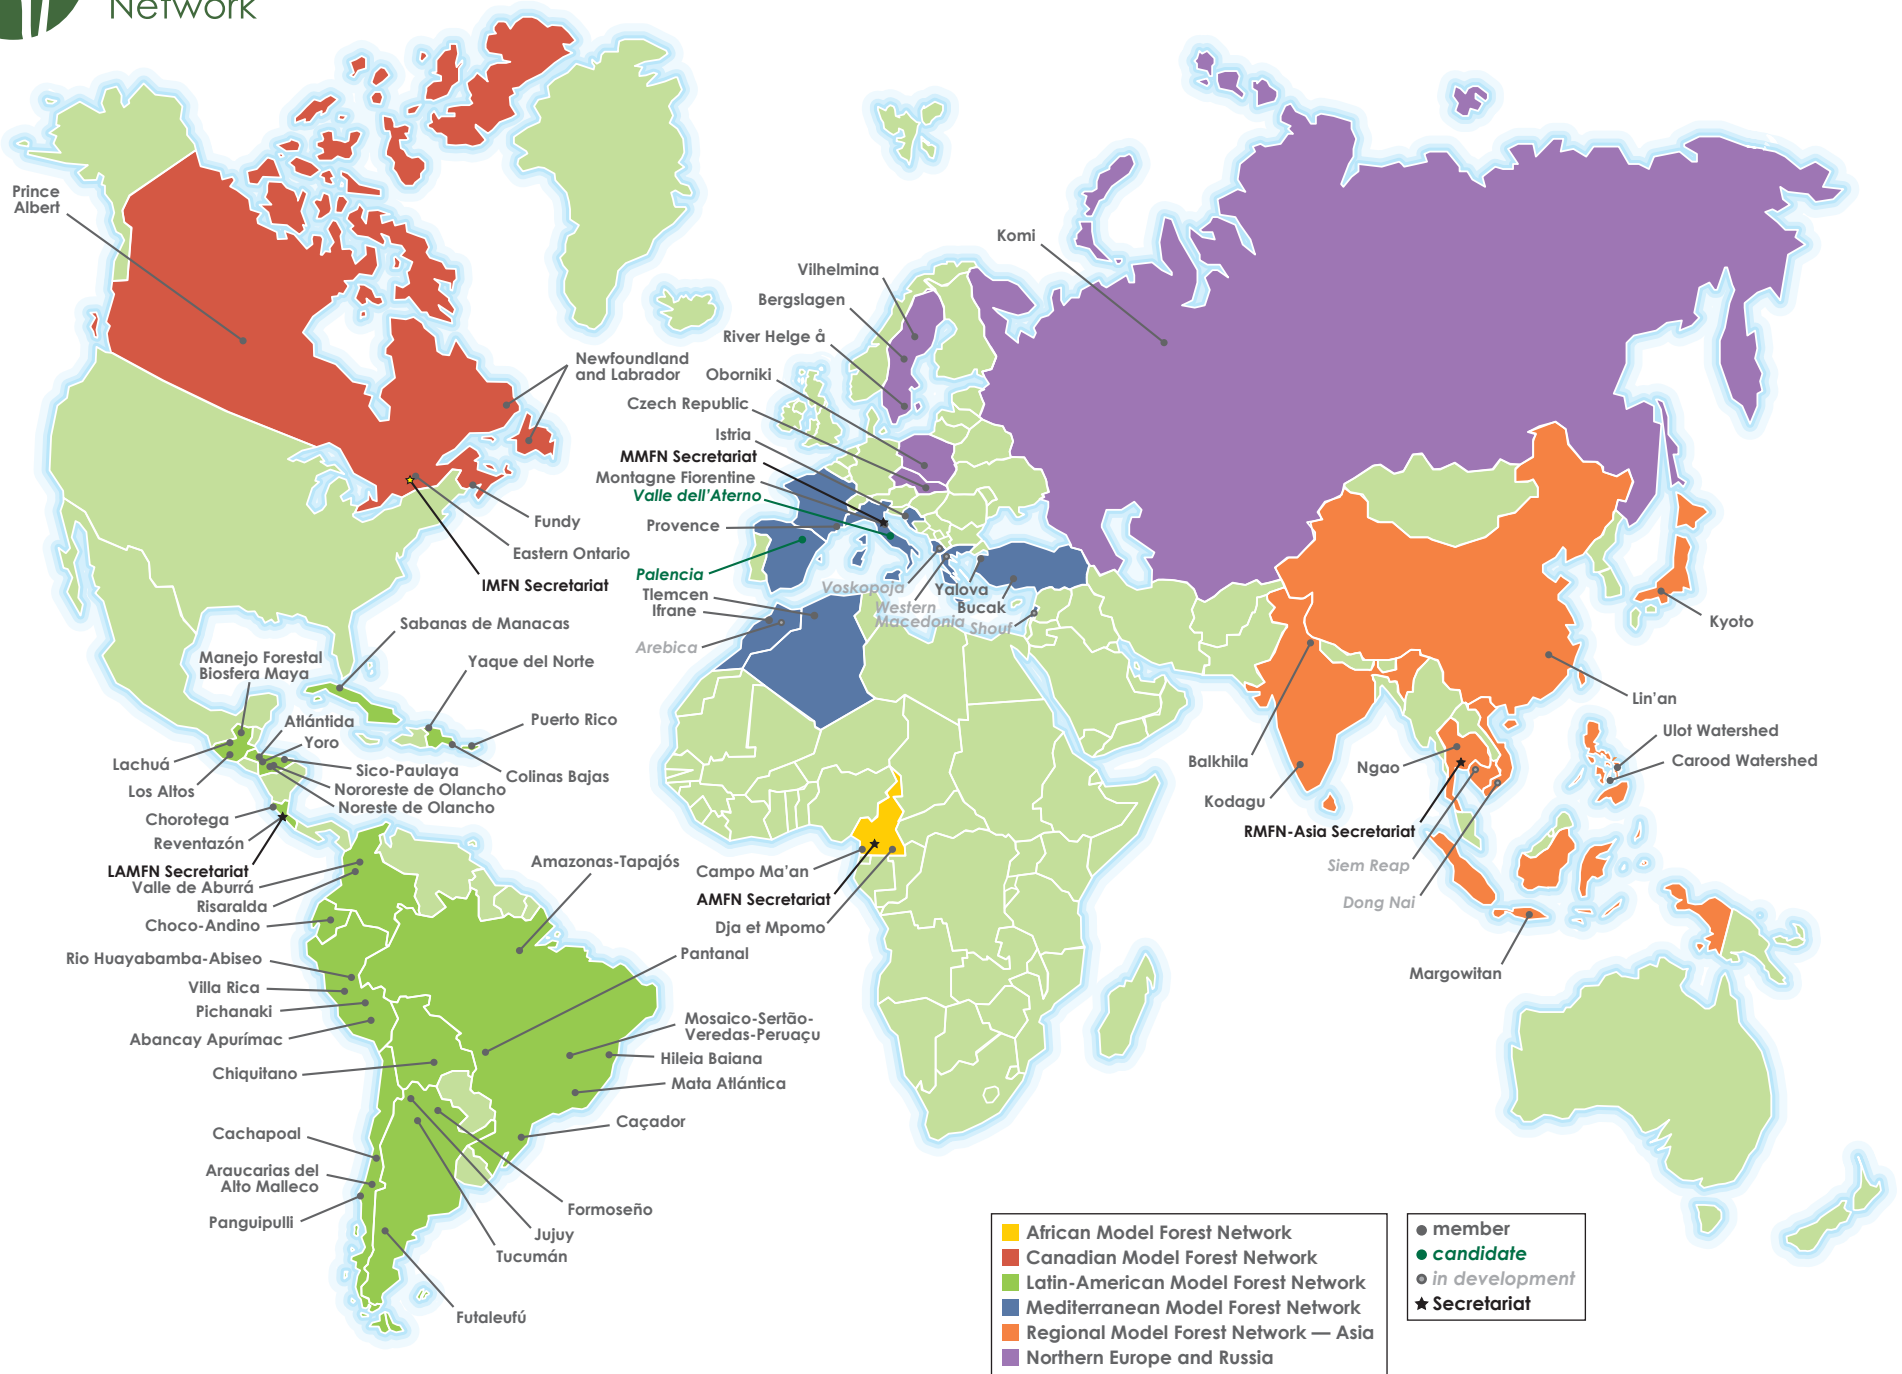 Network
Prince
Albert
Newfoundland
and Labrador
Fundy
Eastern Ontario
IMFN Secretariat
Komi
Vilhelmina
Bergslagen
River Helge å
Oborniki
Czech Republic
Istria
MMFN Secretariat
Montagne Fiorentine
Valle dell'Aterno
Provence
Palencia
Tlemcen
Ifrane
Arebica
Voskopoja
Western
Macedonia
Yalova
Bucak
Shouf
Sabanas de Manacas
Manejo Forestal
Biosfera Maya
Yaque del Norte
Puerto Rico
Atlántida
Yoro
Lachuá
Sico-Paulaya
Colinas Bajas
Los Altos
Nororeste de Olancho
Noreste de Olancho
Chorotega
Reventazón
LAMFN Secretariat
Valle de Aburrá
Risaralda
Choco-Andino
Amazonas-Tapajós
Rio Huayabamba-Abiseo
Villa Rica
Pichanaki
Abancay Apurímac
Chiquitano
Pantanal
Mosaico-Sertão-
Veredas-Peruaçu
Hileia Baiana
Mata Atlántica
Caçador
Cachapoal
Araucarias del
Alto Malleco
Panguipulli
Formoseño
Jujuy
Tucumán
Futaleufú
Campo Ma'an
AMFN Secretariat
Dja et Mpomo
Kyoto
Lin'an
Ulot Watershed
Carood Watershed
Balkhila
Kodagu
Ngao
RMFN-Asia Secretariat
Siem Reap
Dong Nai
Margowitan
African Model Forest Network
Canadian Model Forest Network
Latin-American Model Forest Network
Mediterranean Model Forest Network
Regional Model Forest Network — Asia
Northern Europe and Russia
member
candidate
in development
Secretariat